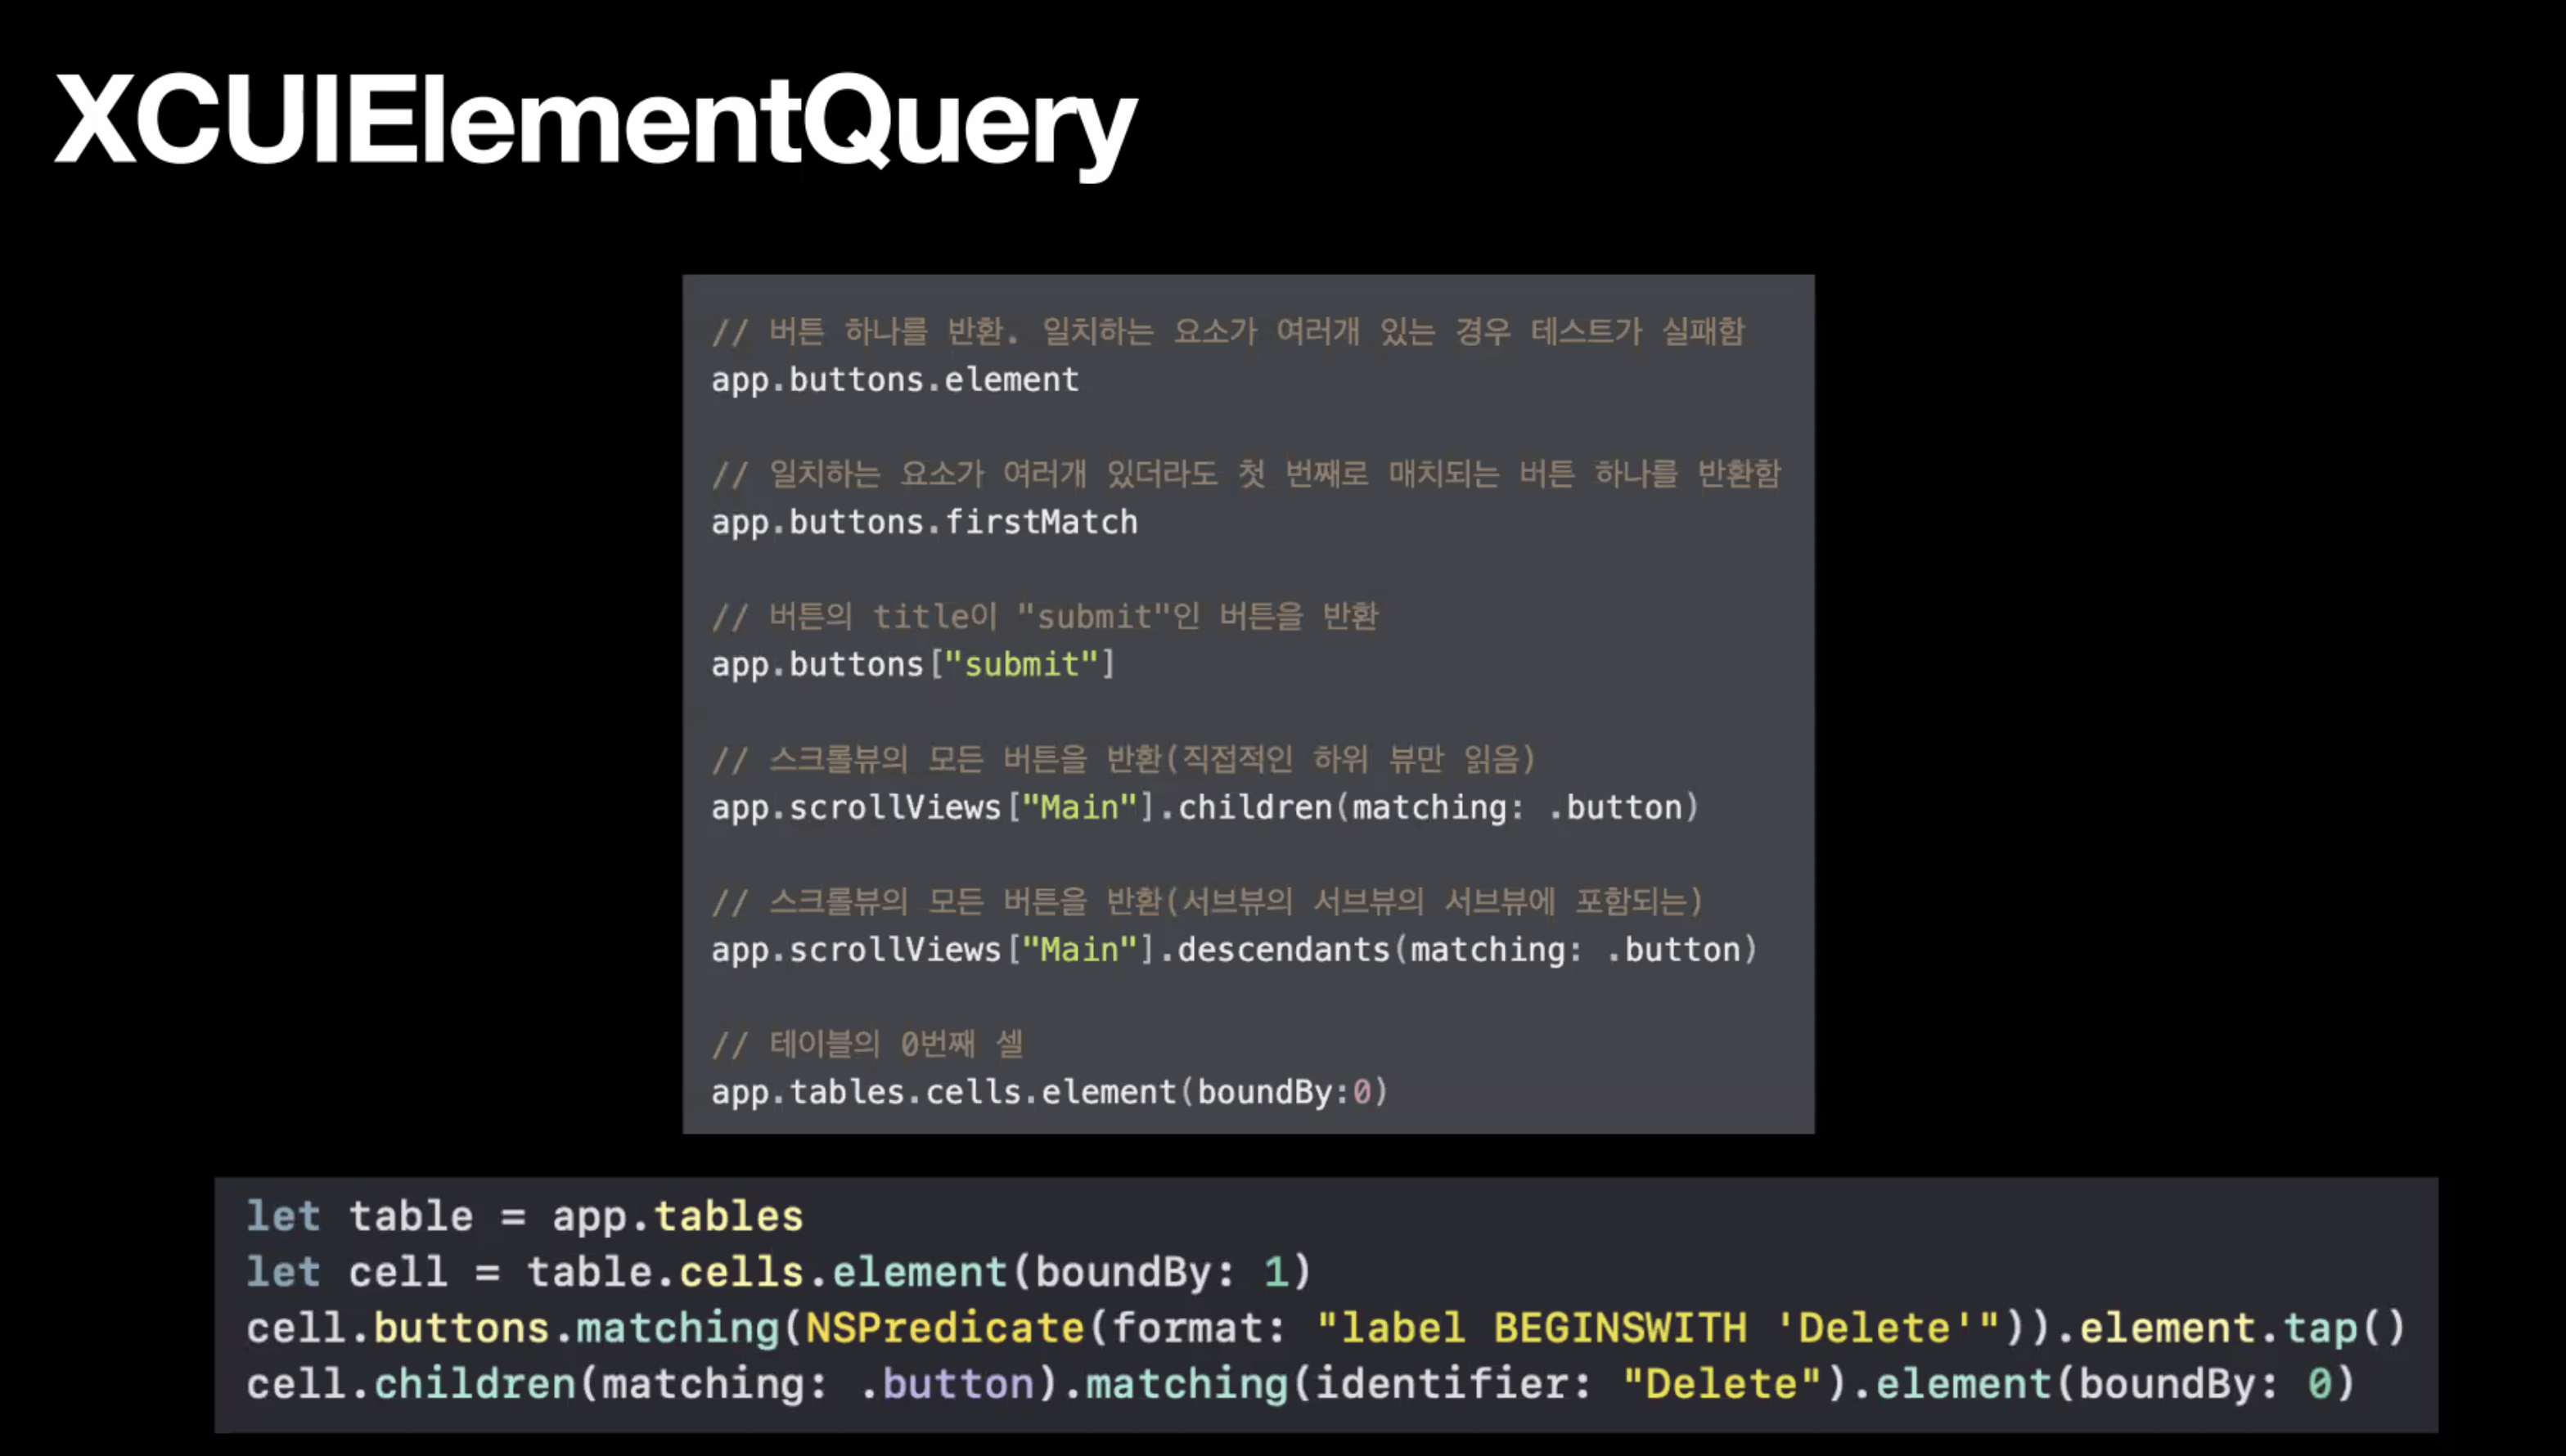 XCUIElementQuery
// 버튼 하나를 반환. 일치하는 요소가 여러개 있는 경우 테스트가 실패함
app.buttons.element
// 일치하는 요소가 여러개 있더라도 첫 번째로 매치되는 버튼 하나를 반환함
app.buttons.firstMatch
// 버튼의 title이 "submit"인 버튼을 반환
app.buttons["submit"]
// 스크롤뷰의 모든 버튼을 반환(직접적인 하위 뷰만 읽음)
app.scrollViews["Main"].children(matching: .button)
// 스크롤뷰의 모든 버튼을 반환(서브뷰의 서브뷰의 서브뷰에 포함되는)
app.scrollViews["Main"].descendants(matching: .button)
// 테이블의 0번째 셀
app.tables.cells.element(boundBy:0)
let table = app.tables
let cell = table.cells.element(boundBy: 1)
cell.buttons.matching(NSPredicate(format: "label BEGINSWITH 'Delete'")).element.tap()
cell.children(matching: .button).matching(identifier: "Delete").element(boundBy: 0)